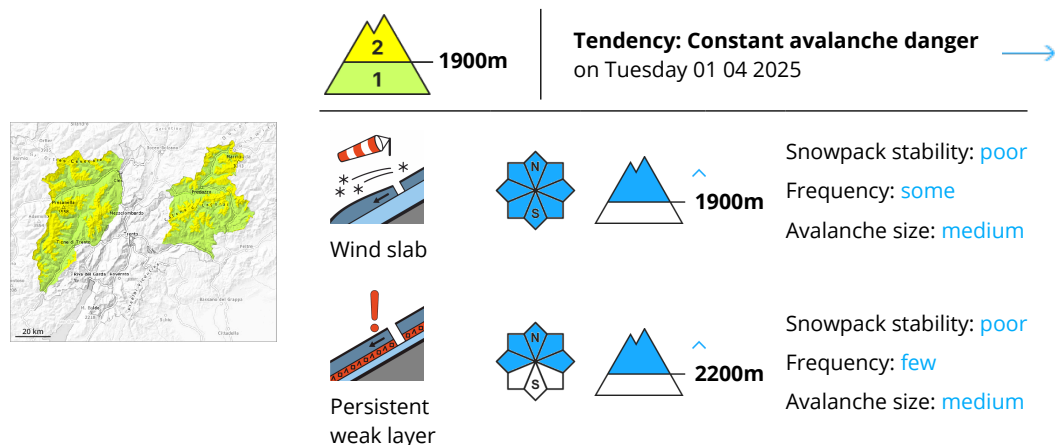 2
1
1900m
Tendency: Constant avalanche danger
on Tuesday 01 04 2025
20 km
Wind slab
N
S
1900m
Snowpack stability: poor
Frequency: some
Avalanche size: medium
Persistent
weak layer
N
S
2200m
Snowpack stability: poor
Frequency: few
Avalanche size: medium